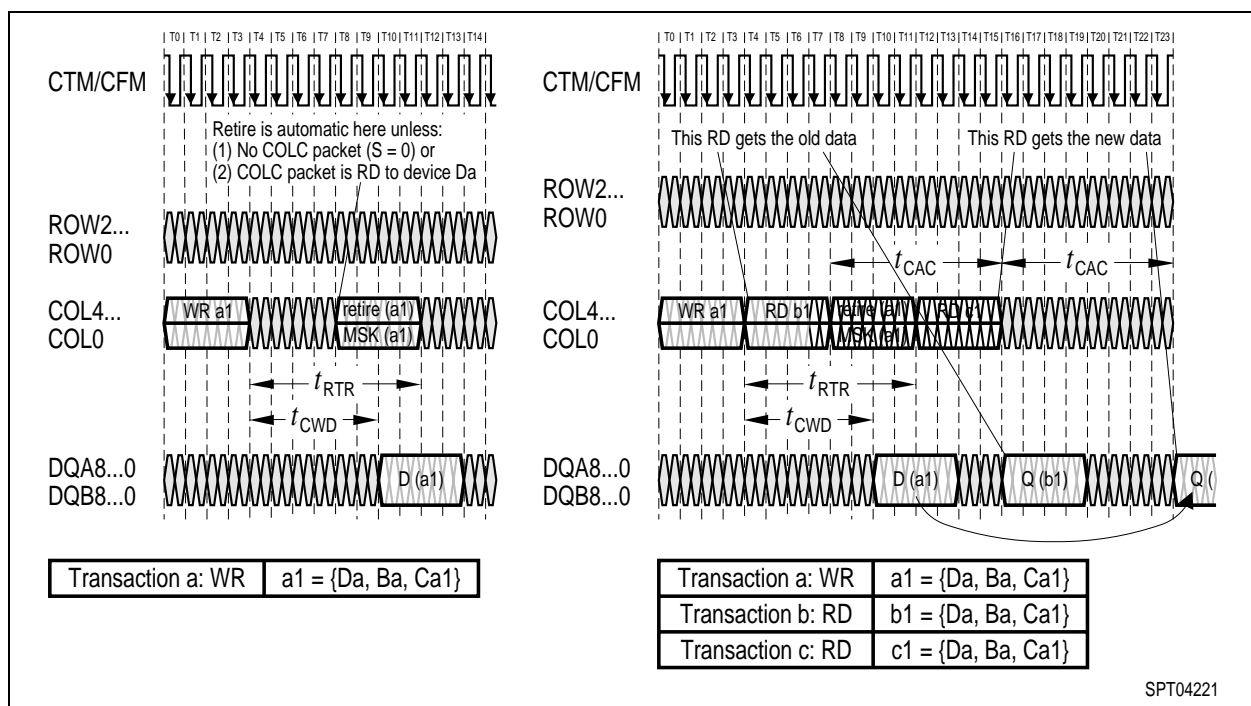 T0 T1 T2 T3 T4 T5 T6 T7 T8 T9 T10 T11 T12 T13 T14
CTM/CFM
Retire is automatic here unless:
(1) No COLC packet (S = 0) or
(2) COLC packet is RD to device Da
ROW2...
ROW0
COL4...
COL0
WR a1
retire (a1)
MSK (a1)
tRTR
tCWD
DQA8...0
DQB8...0
D (a1)
Transaction a: WR a1 = {Da, Ba, Ca1}
T0 T1 T2 T3 T4 T5 T6 T7 T8 T9 T10 T11 T12 T13 T14 T15 T16 T17 T18 T19 T20 T21 T22 T23
CTM/CFM
This RD gets the old data This RD gets the new data
ROW2...
ROW0
tCAC tCAC
COL4...
COL0
WR a1 RD b1 retire (a1) RD c1
MSK (a1)
tRTR
tCWD
DQA8...0
DQB8...0
D (a1) Q (b1) Q (
Transaction a: WR a1 = {Da, Ba, Ca1}
Transaction b: RD b1 = {Da, Ba, Ca1}
Transaction c: RD c1 = {Da, Ba, Ca1}
SPT04221